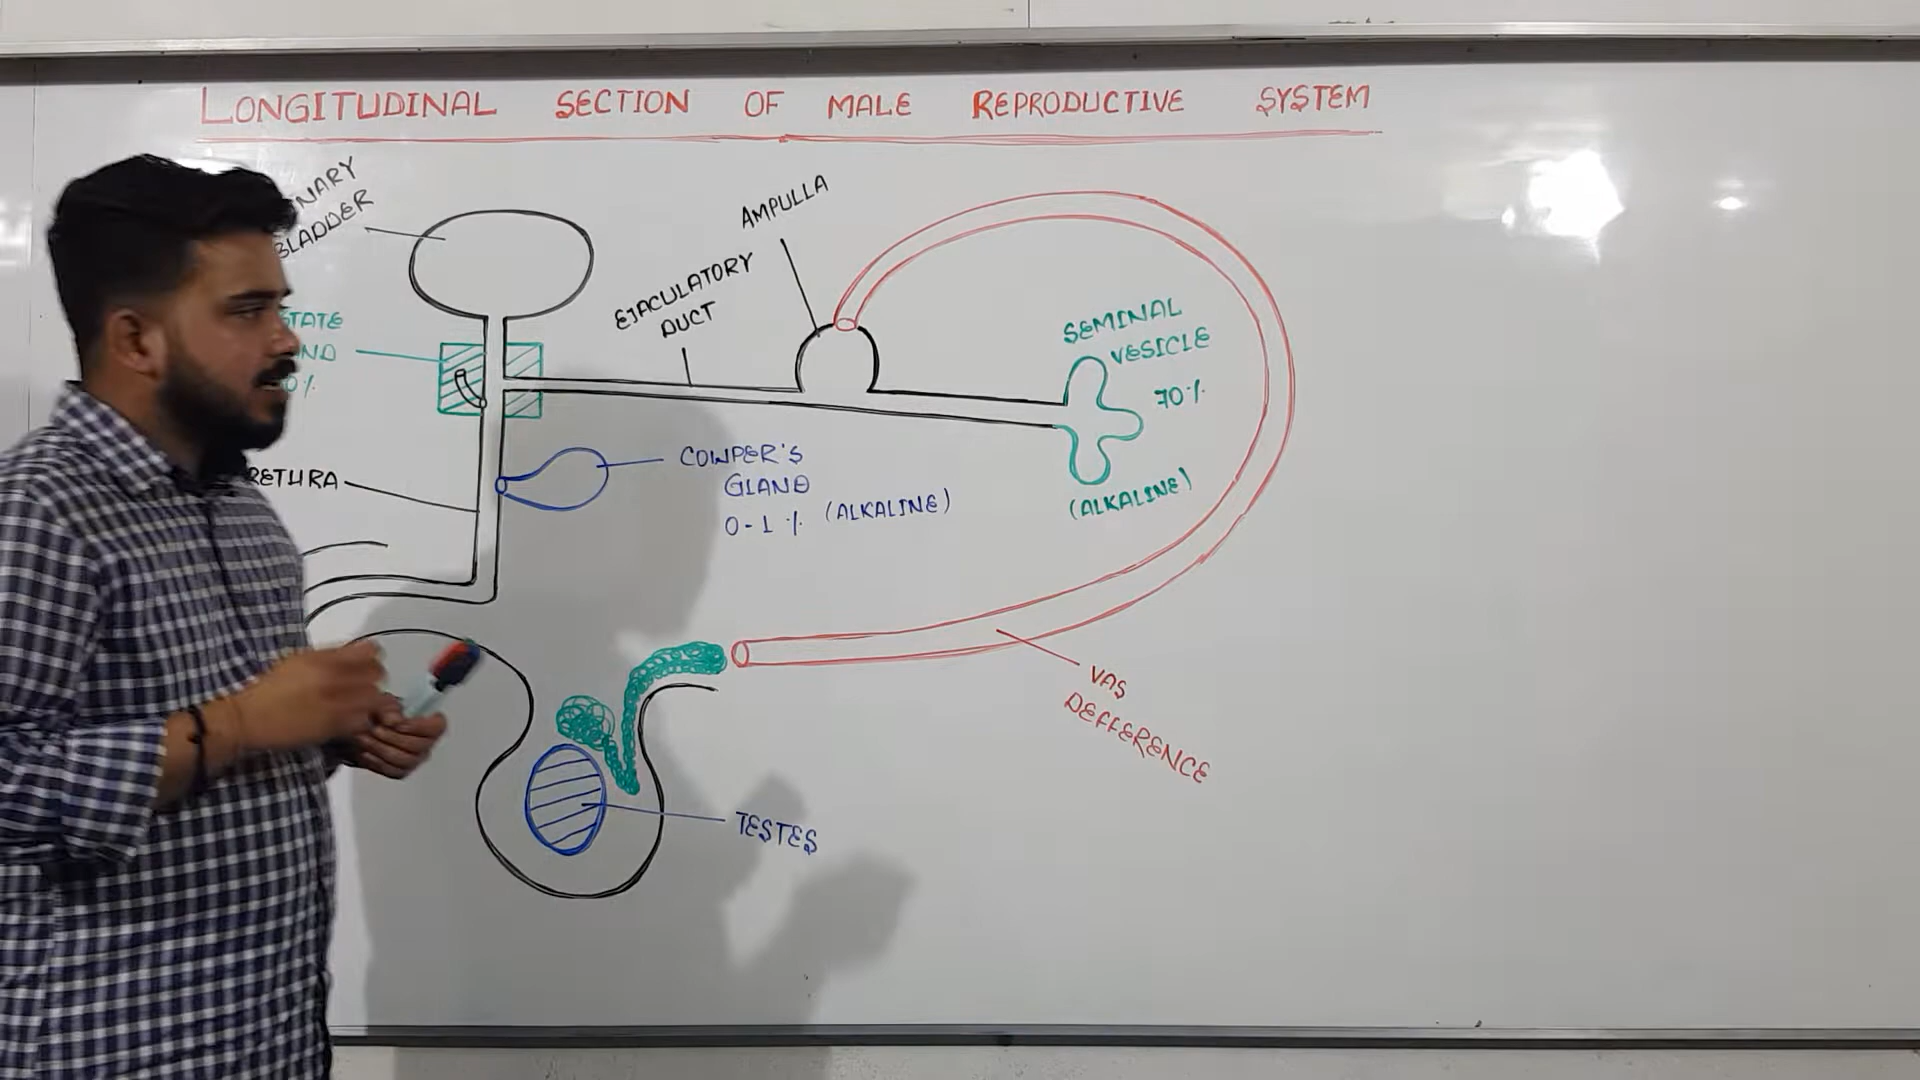 LONGITUDINAL SECTION OF MALE REPRODUCTIVE SYSTEM
BLADDER
AMPULLA
EJACULATORY
DUCT
SEMINAL
VESICLE
70%
(ALKALINE)
COWPER'S
GLAND
0-1 % (ALKALINE)
VAS
DEFFERENCE
TESTES